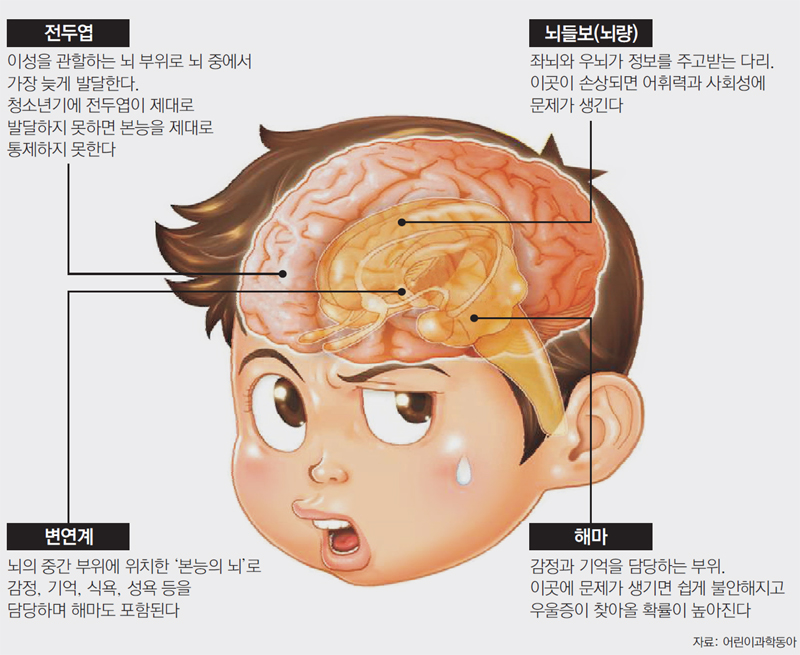 전두엽
이성을 관할하는 뇌 부위로 뇌 중에서
가장 늦게 발달한다.
청소년기에 전두엽이 제대로
발달하지 못하면 본능을 제대로
통제하지 못한다
뇌들보(뇌량)
좌뇌와 우뇌가 정보를 주고받는 다리.
이곳이 손상되면 어휘력과 사회성에
문제가 생긴다
변연계
뇌의 중간 부위에 위치한 ‘본능의 뇌’로
감정, 기억, 식욕, 성욕 등을
담당하며 해마도 포함된다
해마
감정과 기억을 담당하는 부위.
이곳에 문제가 생기면 쉽게 불안해지고
우울증이 찾아올 확률이 높아진다
자료: 어린이과학동아